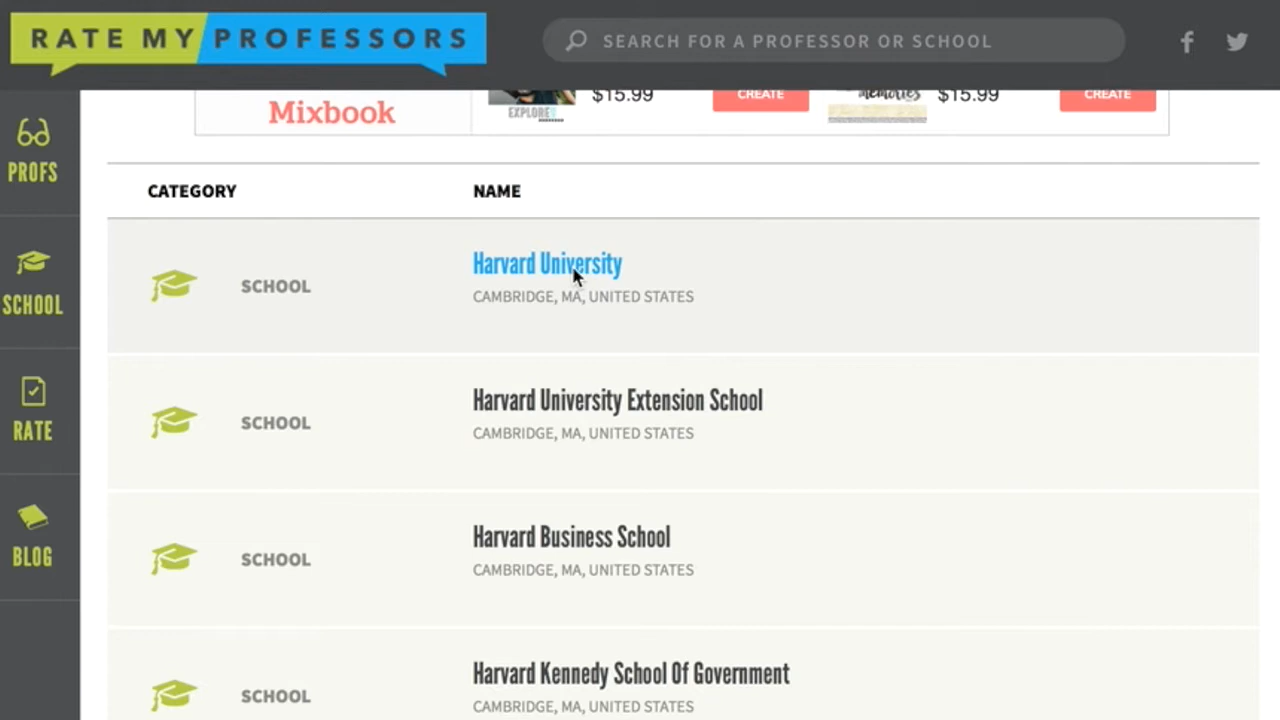 RATE MY PROFESSORS
SEARCH FOR A PROFESSOR OR SCHOOL
Mixbook
EXPLORE
$15.99
CREATE
memories
$15.99
CREATE
PROFS
SCHOOL
RATE
BLOG
CATEGORY NAME
SCHOOL
Harvard University
CAMBRIDGE, MA, UNITED STATES
SCHOOL
Harvard University Extension School
CAMBRIDGE, MA, UNITED STATES
SCHOOL
Harvard Business School
CAMBRIDGE, MA, UNITED STATES
SCHOOL
Harvard Kennedy School Of Government
CAMBRIDGE, MA, UNITED STATES